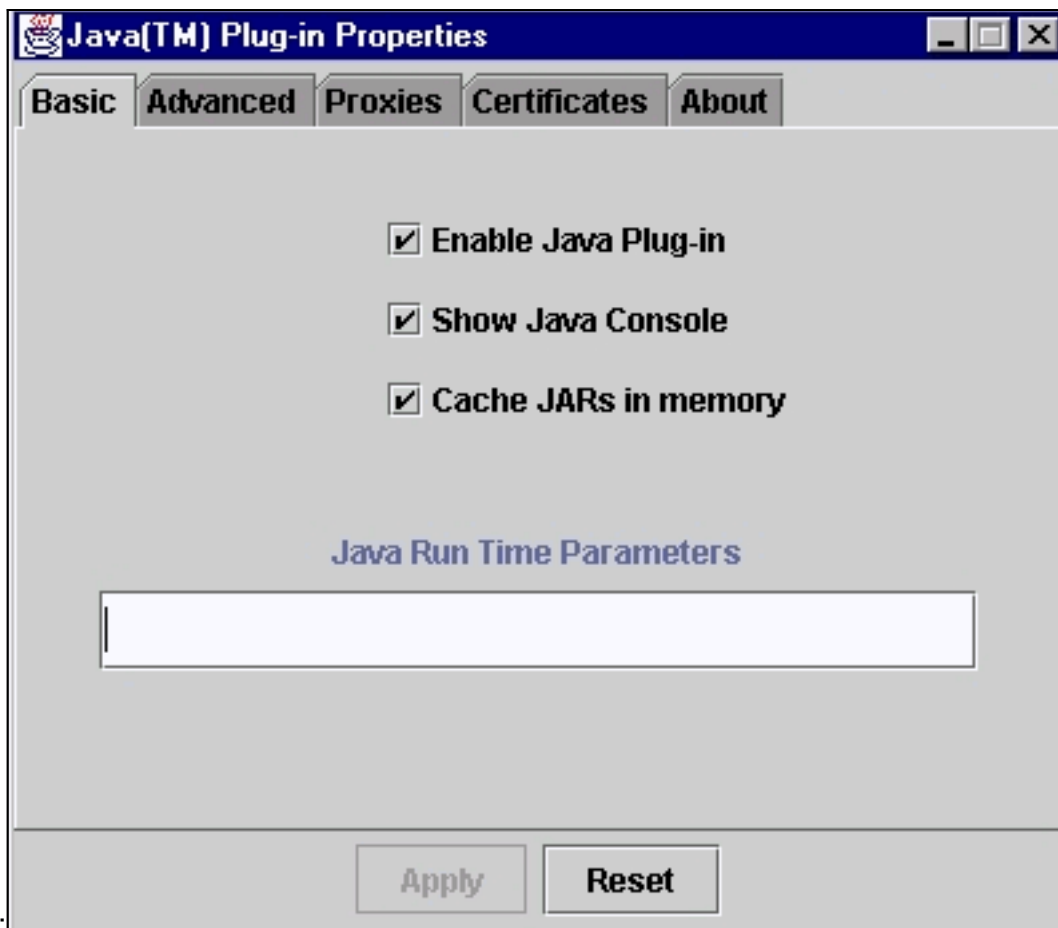 Java(TM) Plug-in Properties
Basic Advanced Proxies Certificates About
Enable Java Plug-in
Show Java Console
Cache JARs in memory
Java Run Time Parameters
Apply Reset
.